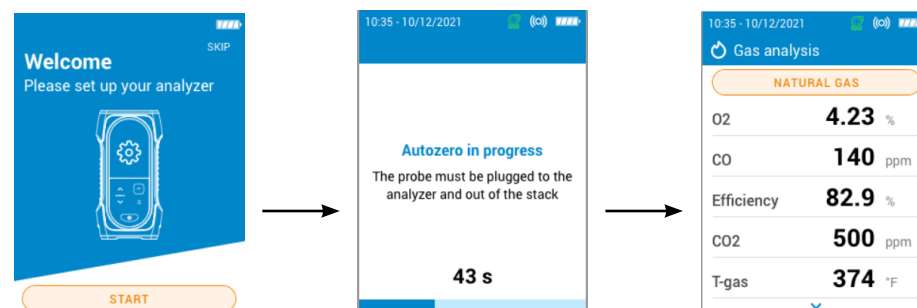 SKIP
Welcome
Please set up your analyzer
START
10:35 - 10/12/2021
Autozero in progress
The probe must be plugged to the
analyzer and out of the stack
43 s
10:35 - 10/12/2021
Gas analysis
NATURAL GAS
O2 4.23 %
CO 140 ppm
Efficiency 82.9 %
CO2 500 ppm
T-gas 374 °F